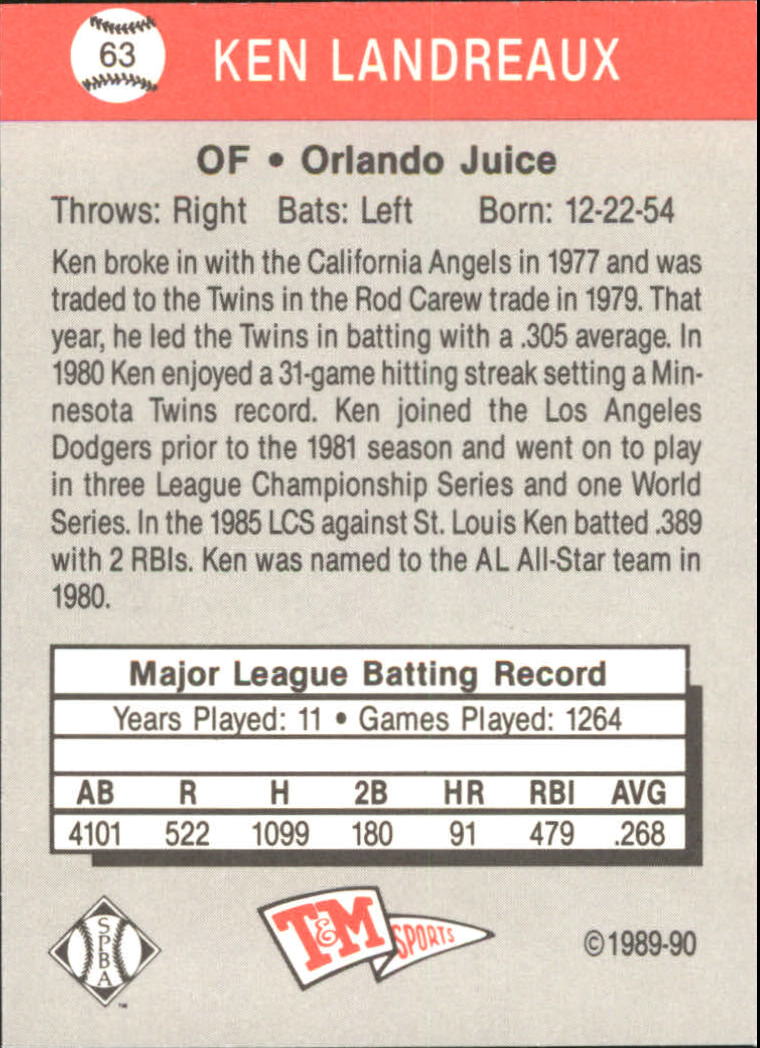 63
KEN LANDREAUX
OF • Orlando Juice
Throws: Right Bats: Left Born: 12-22-54
Ken broke in with the California Angels in 1977 and was
traded to the Twins in the Rod Carew trade in 1979. That
year, he led the Twins in batting with a .305 average. In
1980 Ken enjoyed a 31-game hitting streak setting a Min-
nesota Twins record. Ken joined the Los Angeles
Dodgers prior to the 1981 season and went on to play
in three League Championship Series and one World
Series. In the 1985 LCS against St. Louis Ken batted .389
with 2 RBIs. Ken was named to the AL All-Star team in
1980.
Major League Batting Record
Years Played: 11 • Games Played: 1264
AB R H 2B HR RBI AVG
4101 522 1099 180 91 479 .268
SPBA ™
T&M SPORTS
©1989-90